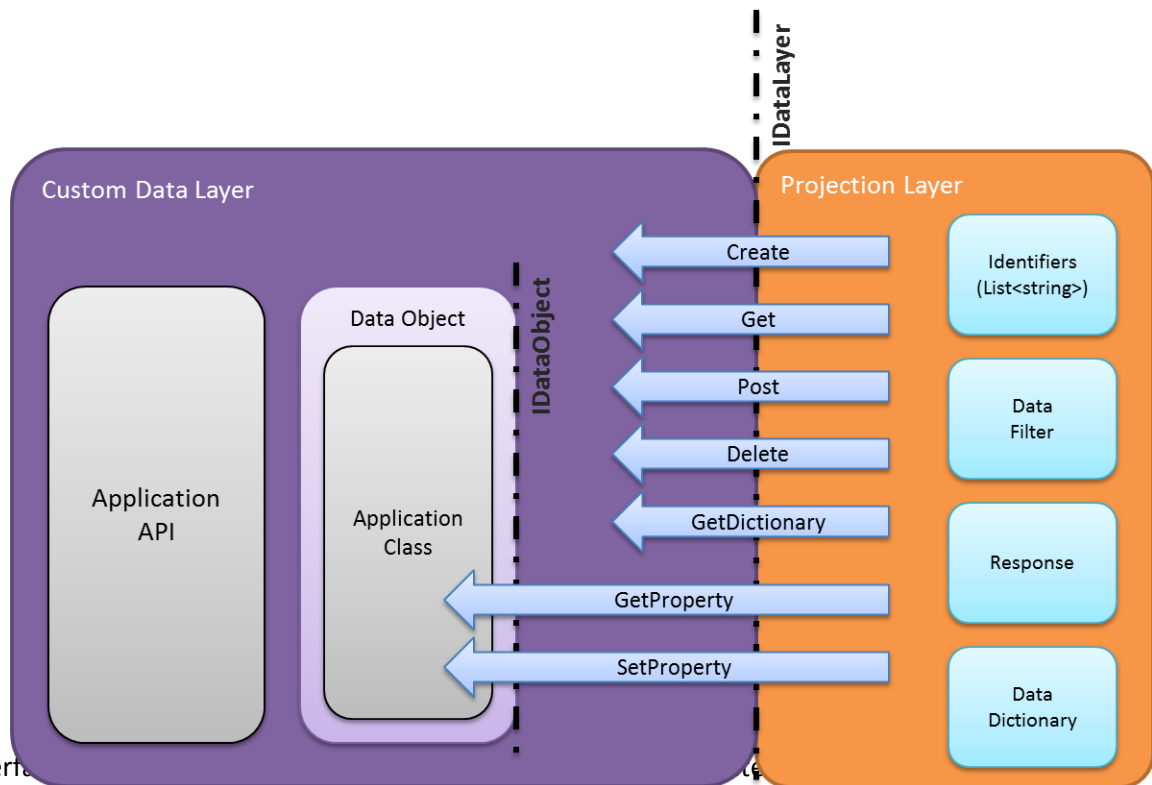 IDataLayer
Custom Data Layer
Projection Layer
Create
Get
Post
Delete
GetDictionary
GetProperty
SetProperty
IDataObject
Data Object
Application
Class
Application
API
Identifiers
(List<string>)
Data
Filter
Response
Data
Dictionary